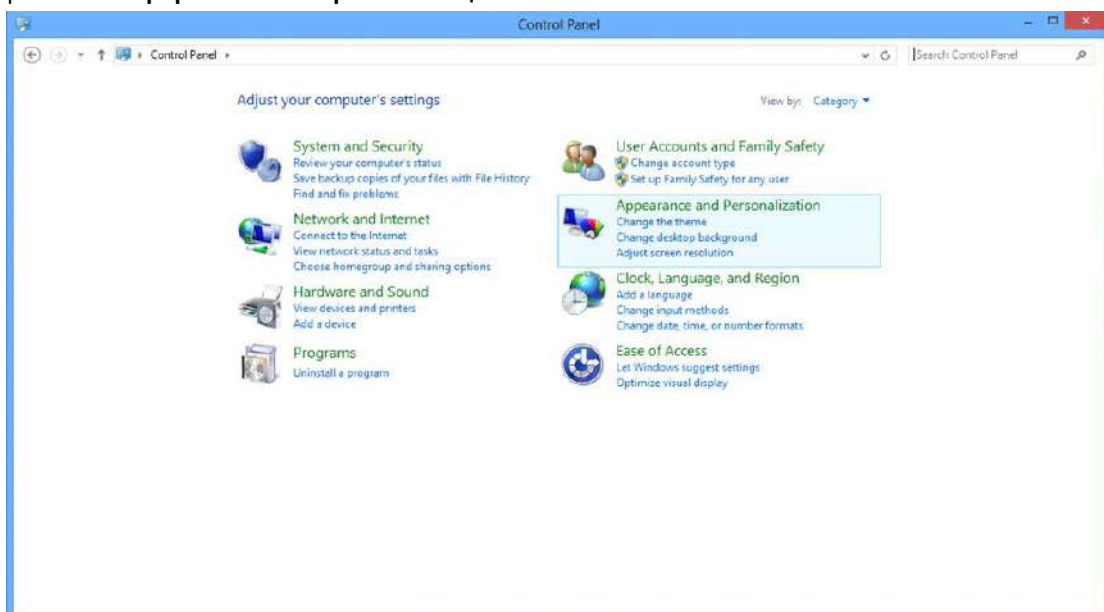 Control Panel
Control Panel
Search Control Panel
Adjust your computer's settings
View by: Category
System and Security
Review your computer's status
Save backup copies of your files with File History
Find and fix problems
Network and Internet
Connect to the Internet
View network status and tasks
Choose homegroup and sharing options
Hardware and Sound
View devices and printers
Add a device
Programs
Uninstall a program
User Accounts and Family Safety
Change account type
Set up Family Safety for any user
Appearance and Personalization
Change the theme
Change desktop background
Adjust screen resolution
Clock, Language, and Region
Add a language
Change input methods
Change date, time, or number formats
Ease of Access
Let Windows suggest settings
Optimize visual display